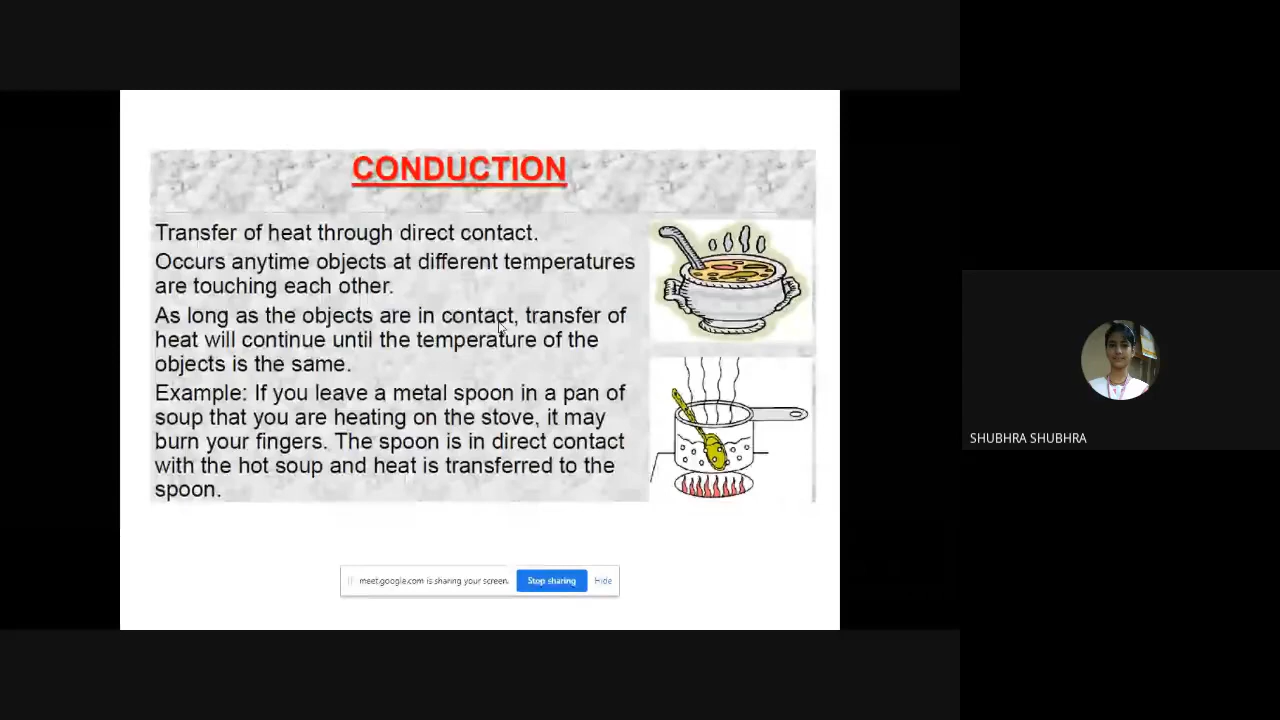 CONDUCTION
Transfer of heat through direct contact.
Occurs anytime objects at different temperatures
are touching each other.
As long as the objects are in contact, transfer of
heat will continue until the temperature of the
objects is the same.
Example: If you leave a metal spoon in a pan of
soup that you are heating on the stove, it may
burn your fingers. The spoon is in direct contact
with the hot soup and heat is transferred to the
spoon.
meet.google.com is sharing your screen.
Stop sharing
Hide
SHUBHRA SHUBHRA